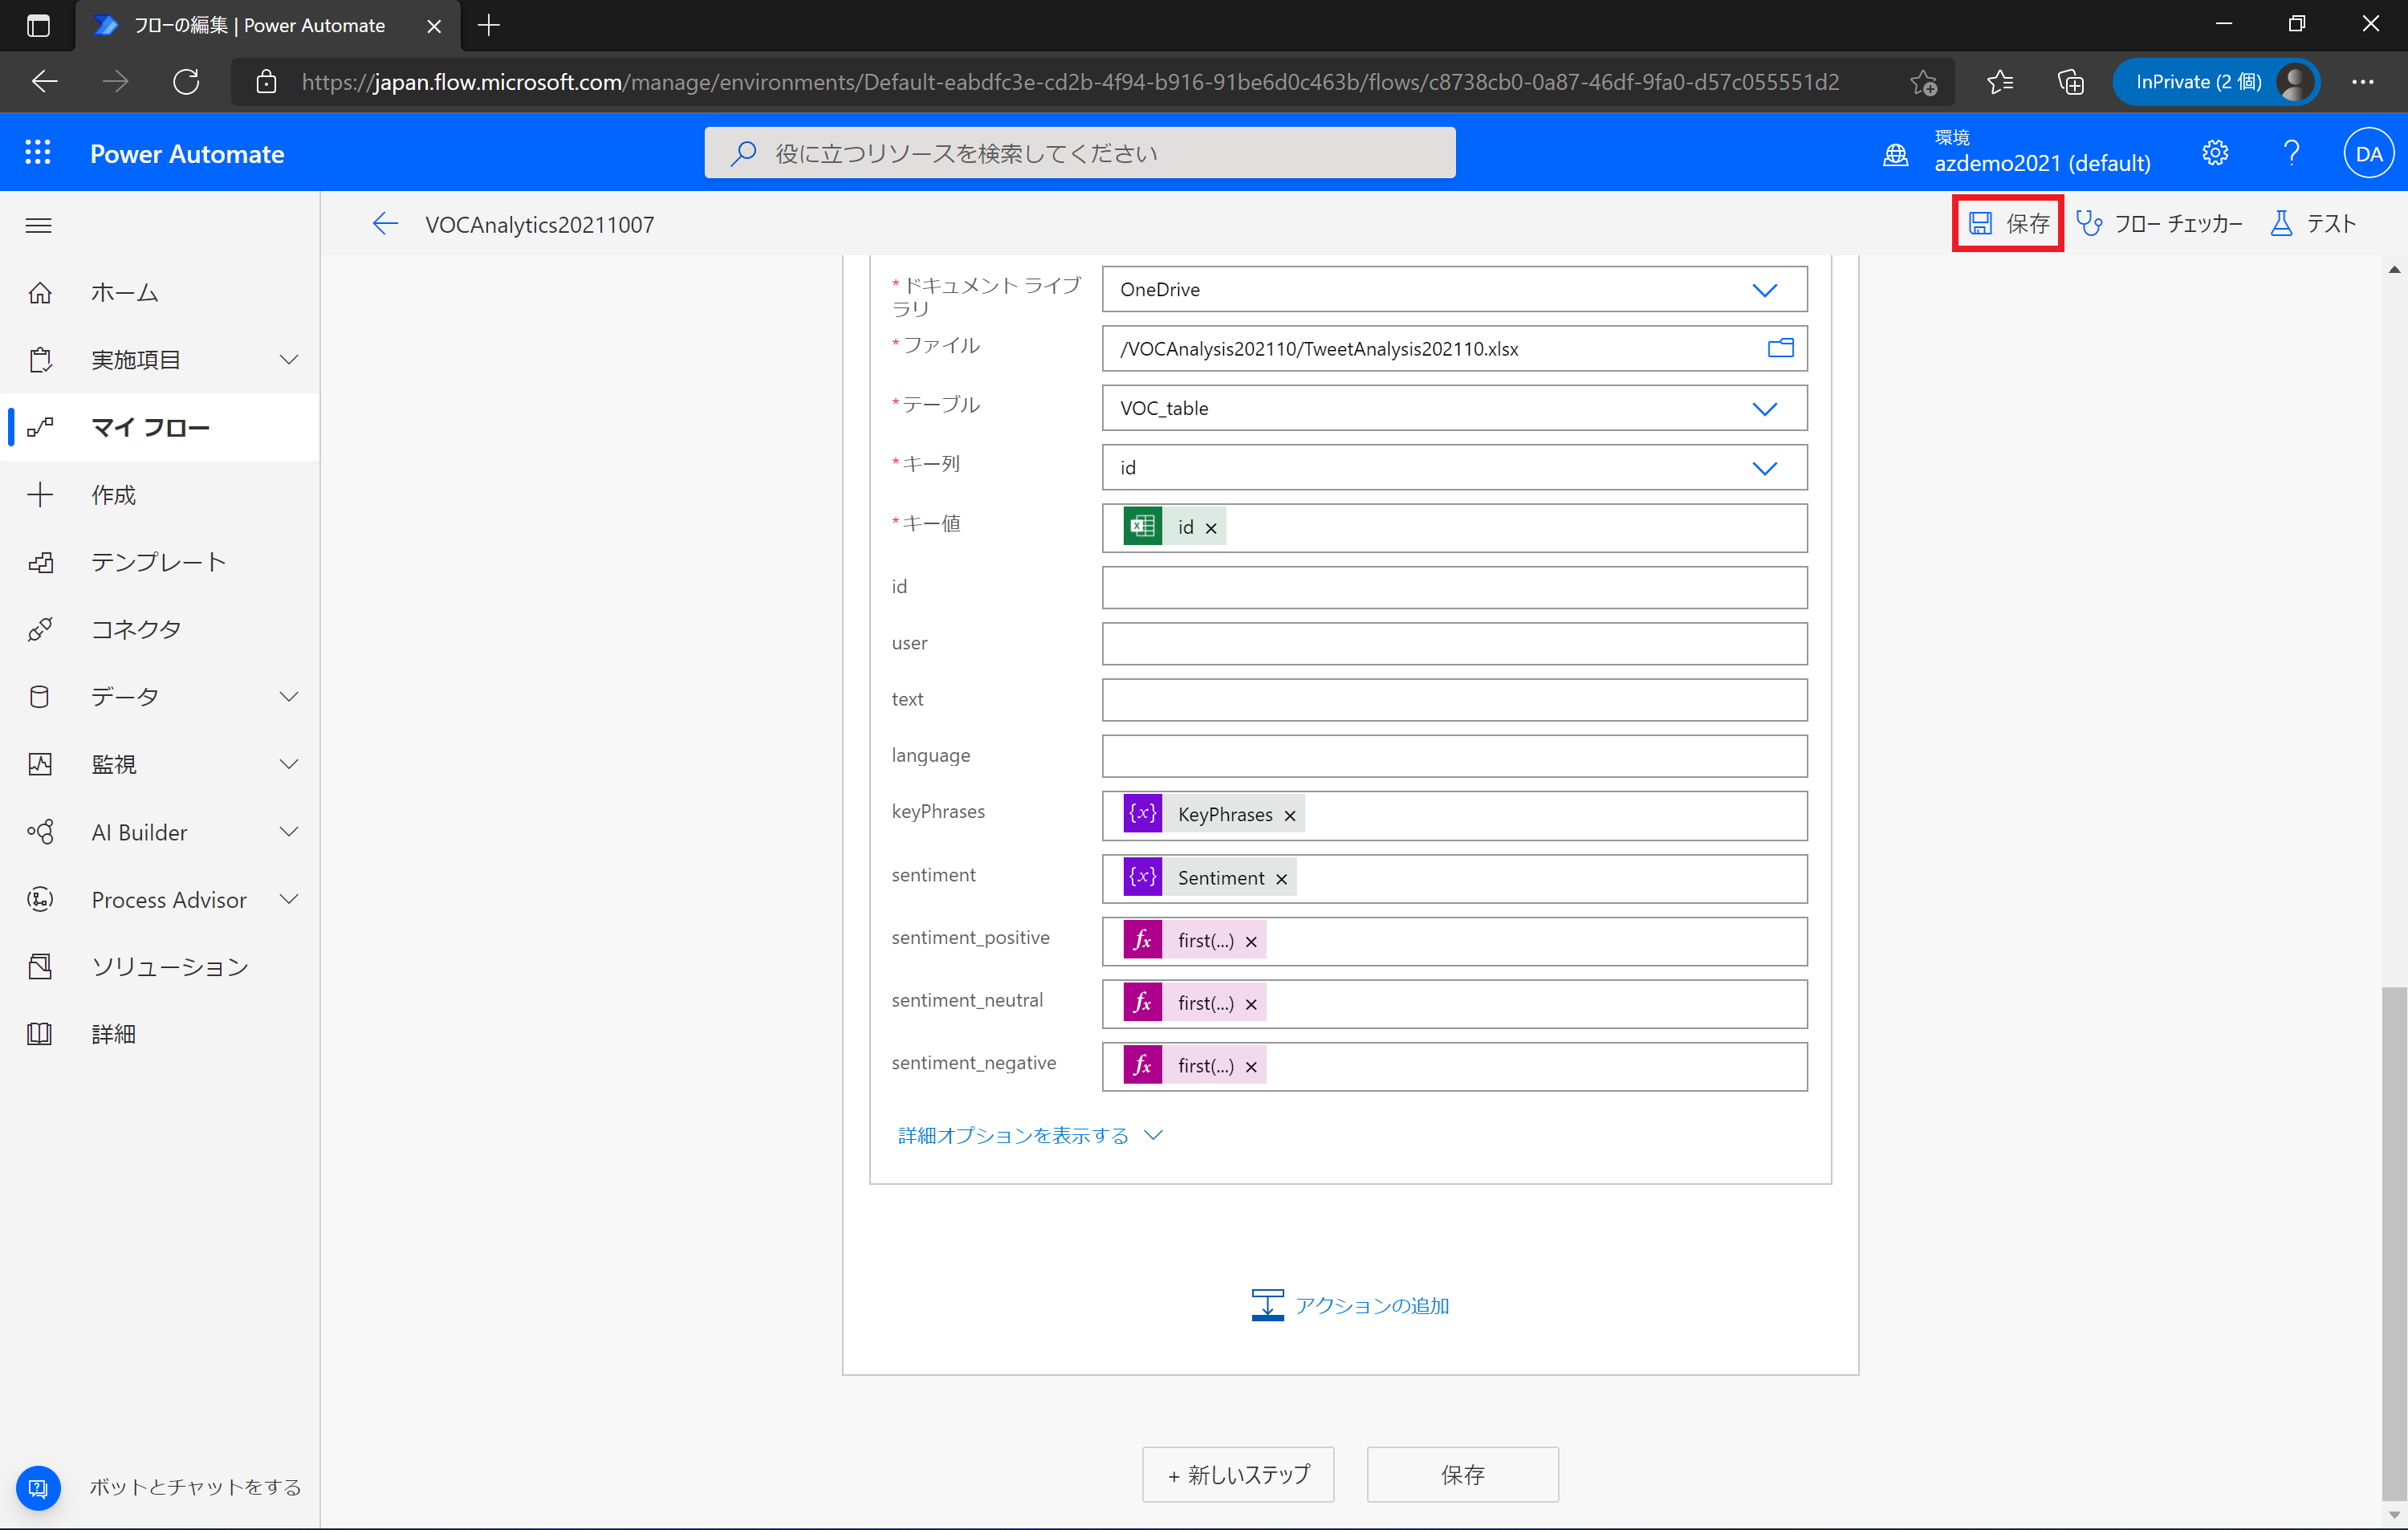 フローの編集 | Power Automate
https://japan.flow.microsoft.com/manage/environments/Default-eabdfc3e-cd2b-4f94-b916-91be6d0c463b/flows/c8738cb0-0a87-46df-9fa0-d57c055551d2
InPrivate (2 個)
Power Automate
役に立つリソースを検索してください
環境
azdemo2021 (default)
DA
VOCAnalytics20211007
保存
フロー チェッカー
テスト
ホーム
実施項目
マイ フロー
作成
テンプレート
コネクタ
データ
監視
AI Builder
Process Advisor
ソリューション
詳細
ボットとチャットをする
*ドキュメント ライブ
ラリ
OneDrive
*ファイル
/VOCAnalysis202110/TweetAnalysis202110.xlsx
*テーブル
VOC_table
*キー列
id
*キー値
id
id
user
text
language
keyPhrases
{x} KeyPhrases
sentiment
{x} Sentiment
sentiment_positive
fx first(...)
sentiment_neutral
fx first(...)
sentiment_negative
fx first(...)
詳細オプションを表示する
アクションの追加
+ 新しいステップ
保存